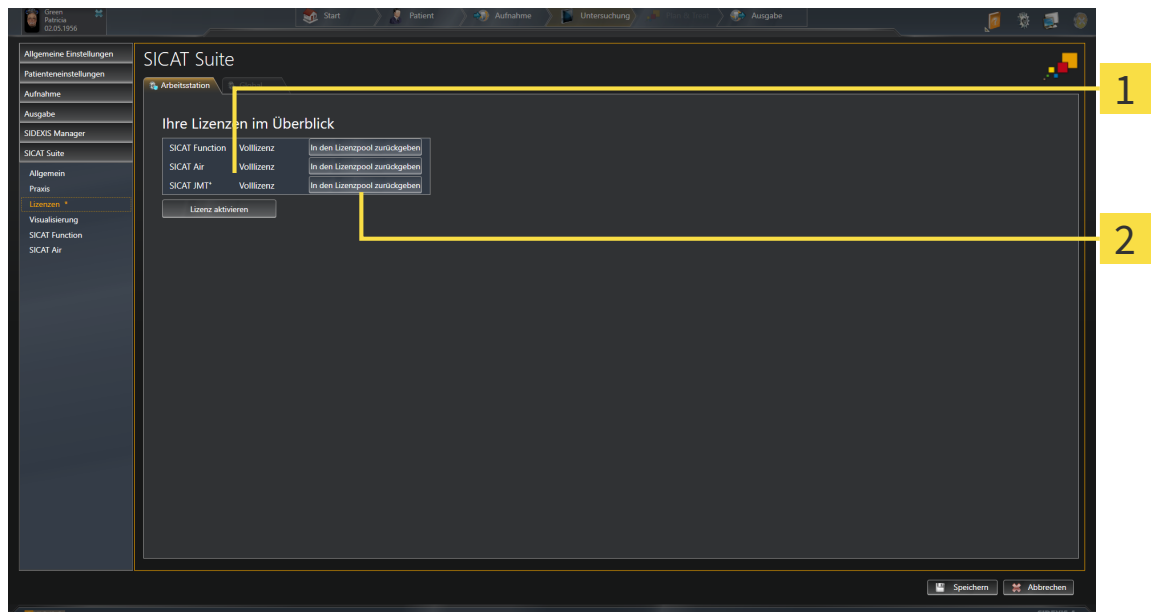 Green
Patricia
02.05.1956
Start
Patient
Aufnahme
Untersuchung
Ausgabe
Allgemeine Einstellungen
Patienteneinstellungen
Aufnahme
Ausgabe
SIDEXIS Manager
SICAT Suite
Allgemein
Praxis
Lizenzen *
Visualisierung
SICAT Function
SICAT Air
SICAT Suite
Arbeitsstation
Ihre Lizenzen im Überblick
SICAT Function Volllizenz In den Lizenzpool zurückgeben
SICAT Air Volllizenz In den Lizenzpool zurückgeben
SICAT JMT+ Volllizenz In den Lizenzpool zurückgeben
Lizenz aktivieren
1
2
Speichern
Abbrechen